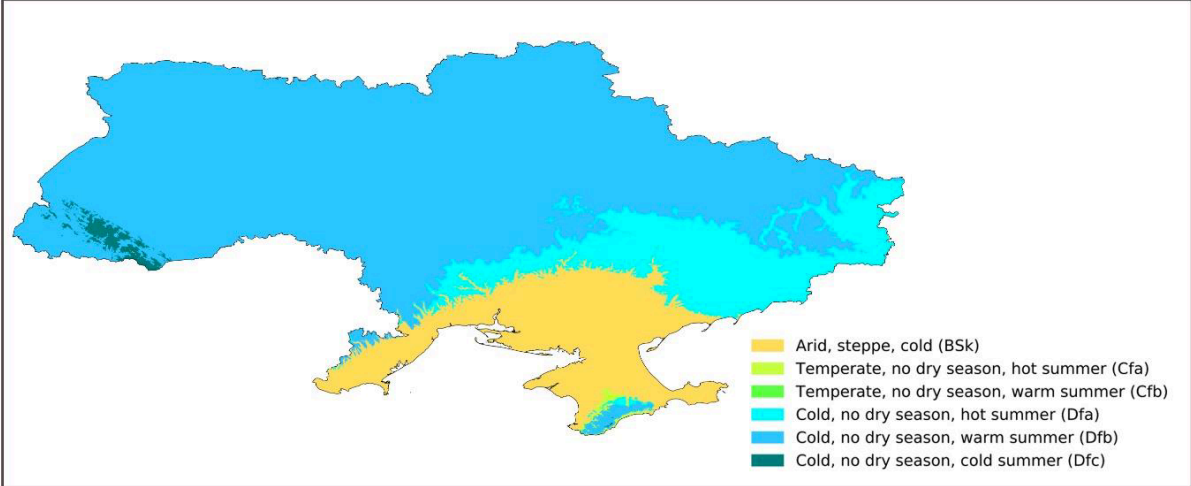 Arid, steppe, cold (BSk)
Temperate, no dry season, hot summer (Cfa)
Temperate, no dry season, warm summer (Cfb)
Cold, no dry season, hot summer (Dfa)
Cold, no dry season, warm summer (Dfb)
Cold, no dry season, cold summer (Dfc)